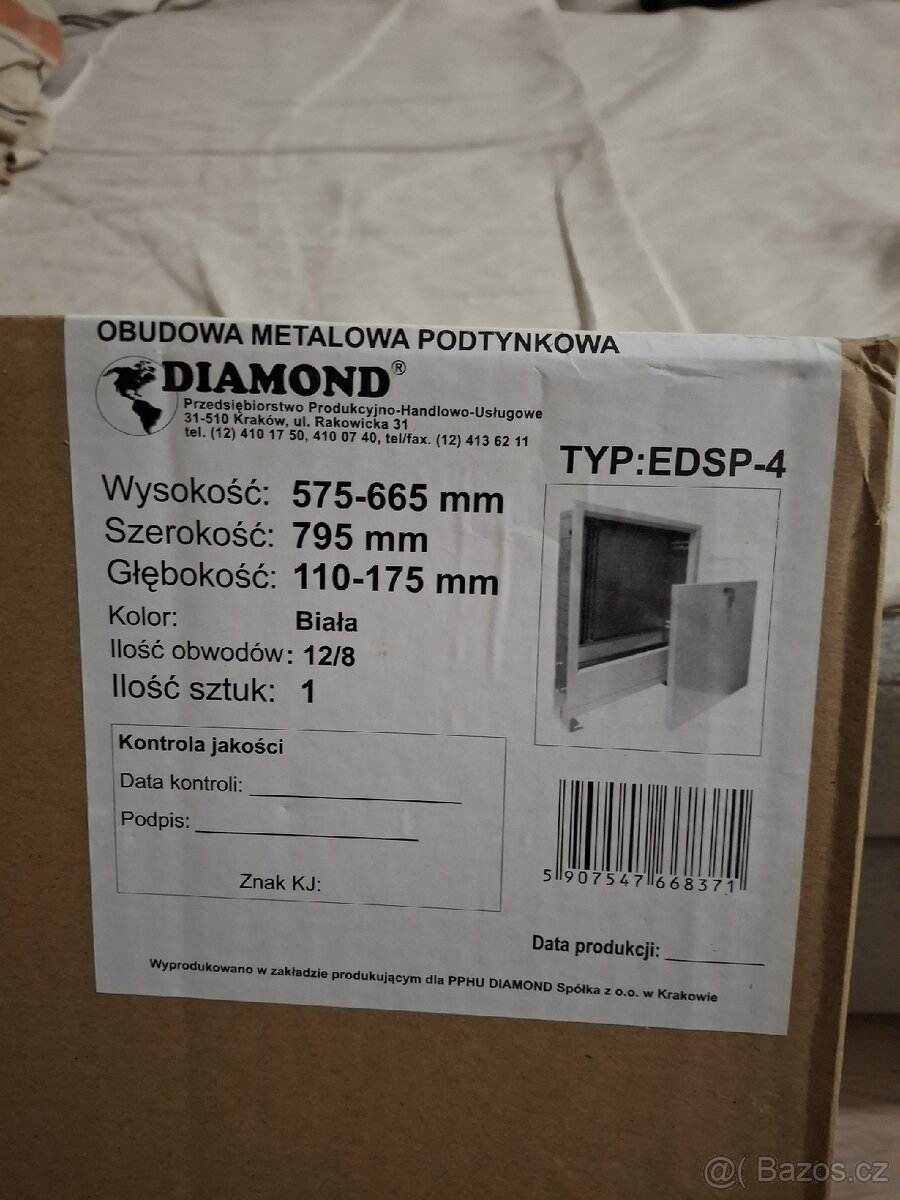 OBUDOWA METALOWA PODTYNKOWA
DIAMOND®
Przedsiębiorstwo Produkcyjno-Handlowo-Usługowe
31-510 Kraków, ul. Rakowicka 31
tel. (12) 410 17 50, 410 07 40, tel/fax. (12) 413 62 11
TYP:EDSP-4
Wysokość: 575-665 mm
Szerokość: 795 mm
Głębokość: 110-175 mm
Kolor: Biała
Ilość obwodów: 12/8
Ilość sztuk: 1
Kontrola jakości
Data kontroli:
Podpis:
Znak KJ:
5 907547 668371
Data produkcji:
Wyprodukowano w zakładzie produkującym dla PPHU DIAMOND Spółka z o.o. w Krakowie
@( Bazos.cz